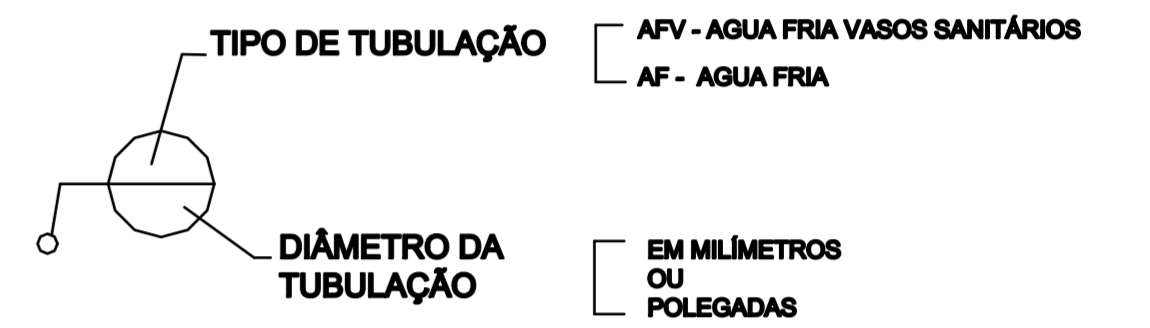 TIPO DE TUBULAÇÃO
AFV - AGUA FRIA VASOS SANITÁRIOS
AF - AGUA FRIA
DIÂMETRO DA
TUBULAÇÃO
EM MILÍMETROS
OU
POLEGADAS